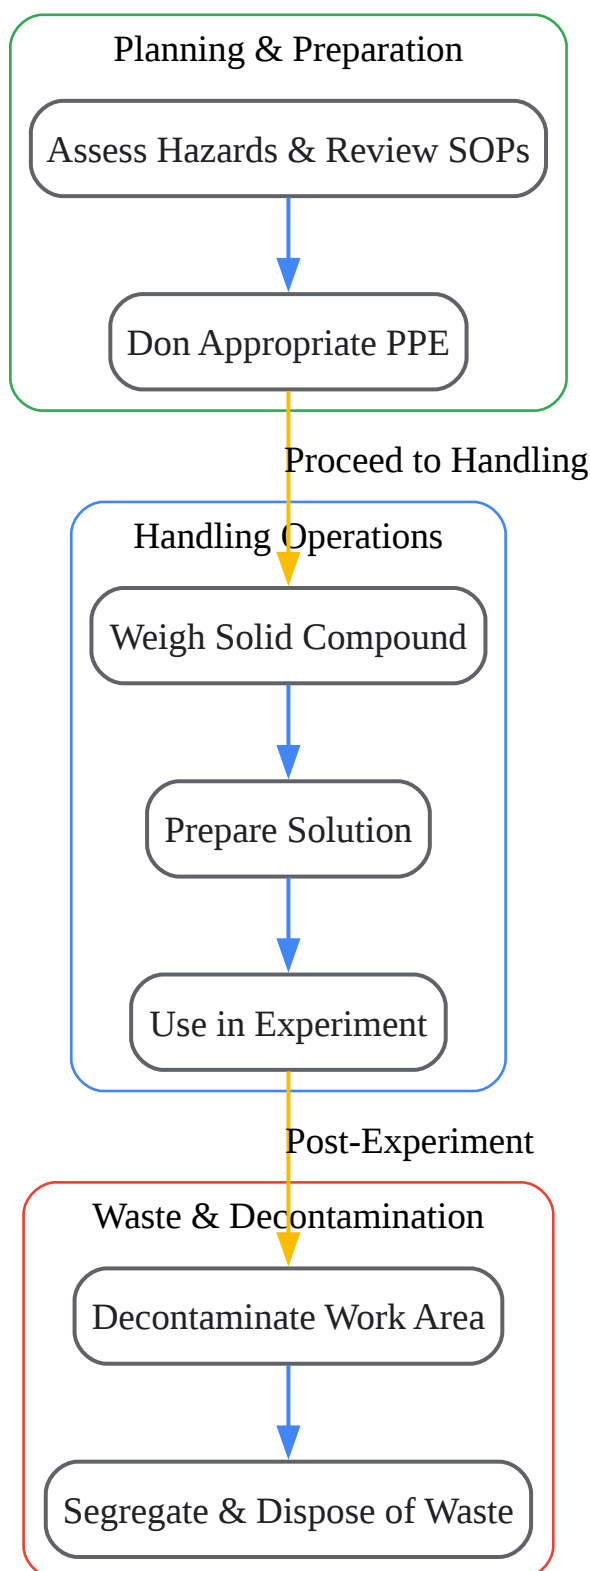 Planning & Preparation
Assess Hazards & Review SOPs
Don Appropriate PPE
Proceed to Handling
Handling Operations
Weigh Solid Compound
Prepare Solution
Use in Experiment
Post-Experiment
Waste & Decontamination
Decontaminate Work Area
Segregate & Dispose of Waste